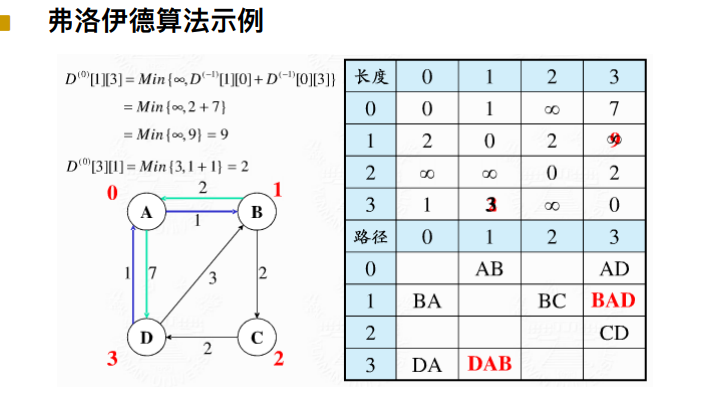 弗洛伊德算法示例
D⁽⁰⁾[1][3] = Min{∞, D⁽⁻¹⁾[1][0] + D⁽⁻¹⁾[0][3]}
= Min{∞, 2 + 7}
= Min{∞, 9} = 9
D⁽⁰⁾[3][1] = Min{3, 1 + 1} = 2
0 2 1
A 1 B
1 7 3 2
D 2 C
3 2
长度 0 1 2 3
0 0 1 ∞ 7
1 2 0 2 9
2 ∞ ∞ 0 2
3 1 3 ∞ 0
路径 0 1 2 3
0 AB AD
1 BA BC BAD
2 CD
3 DA DAB